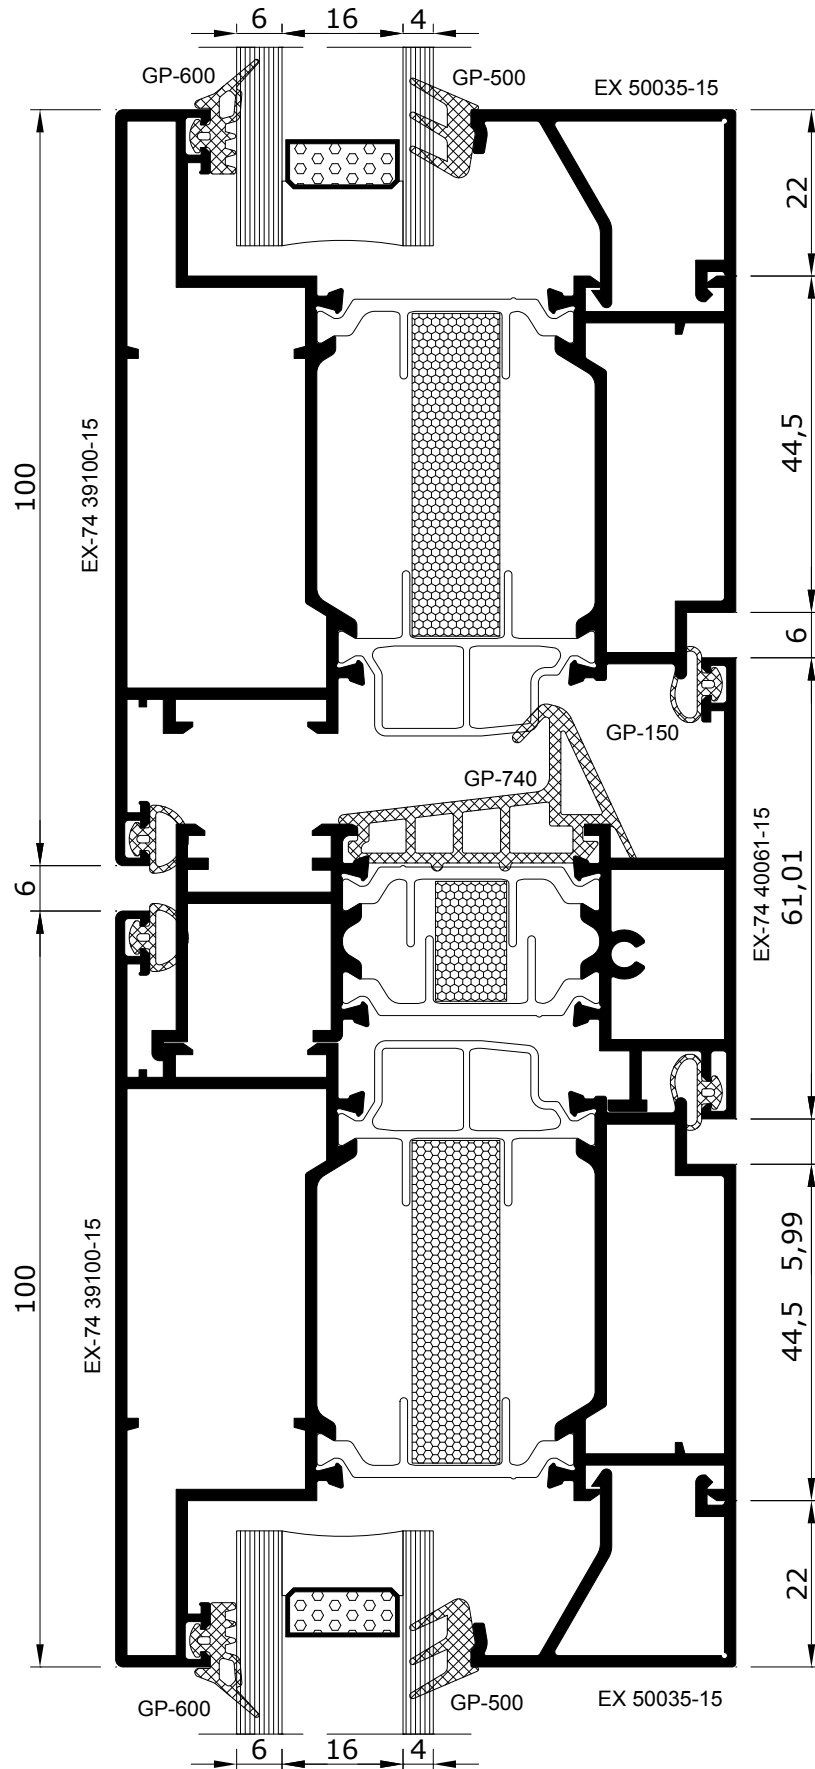 6 16 4
GP-600
GP-500
EX 50035-15
22
44,5
100
EX-74 39100-15
6
GP-150
GP-740
EX-74 40061-15
61,01
6
100
EX-74 39100-15
5,99
44,5
22
GP-600
GP-500
EX 50035-15
6 16 4